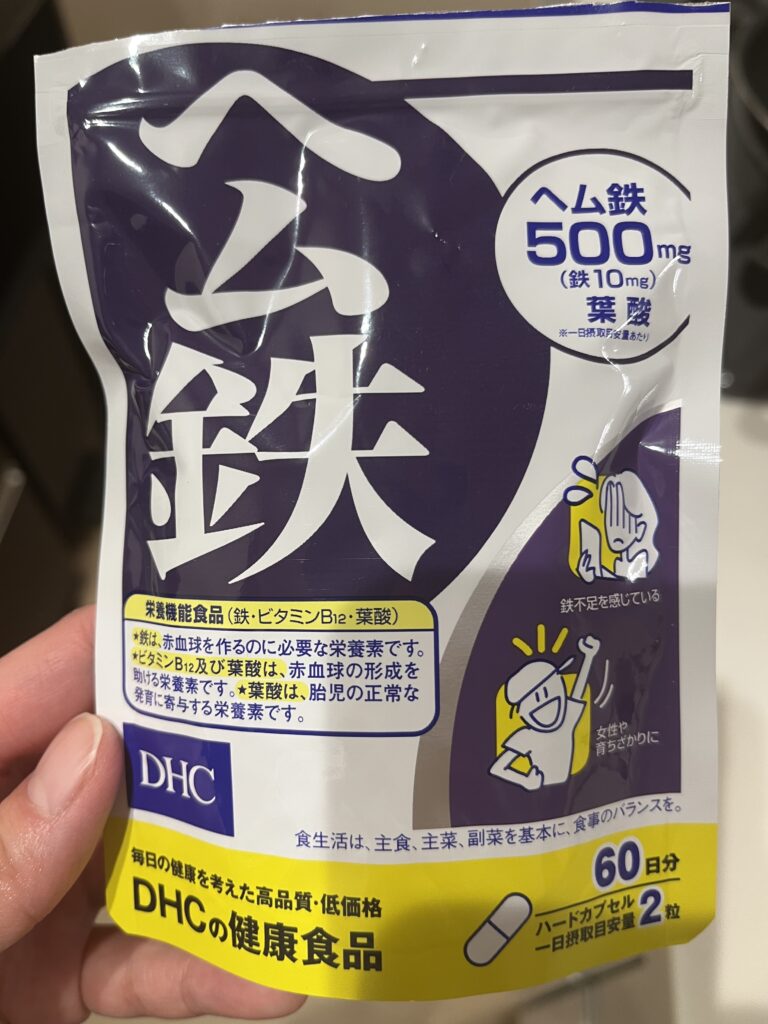 ヘム鉄
ヘム鉄
500mg
(鉄10mg)
葉酸
※一日摂取目安量あたり
鉄不足を感じている
女性や
育ちざかりに
栄養機能食品(鉄・ビタミンB12・葉酸)
★鉄は、赤血球を作るのに必要な栄養素です。
★ビタミンB12及び葉酸は、赤血球の形成を
助ける栄養素です。★葉酸は、胎児の正常な
発育に寄与する栄養素です。
DHC
食生活は、主食、主菜、副菜を基本に、食事のバランスを。
毎日の健康を考えた高品質・低価格
DHCの健康食品
60日分
ハードカプセル
一日摂取目安量2粒